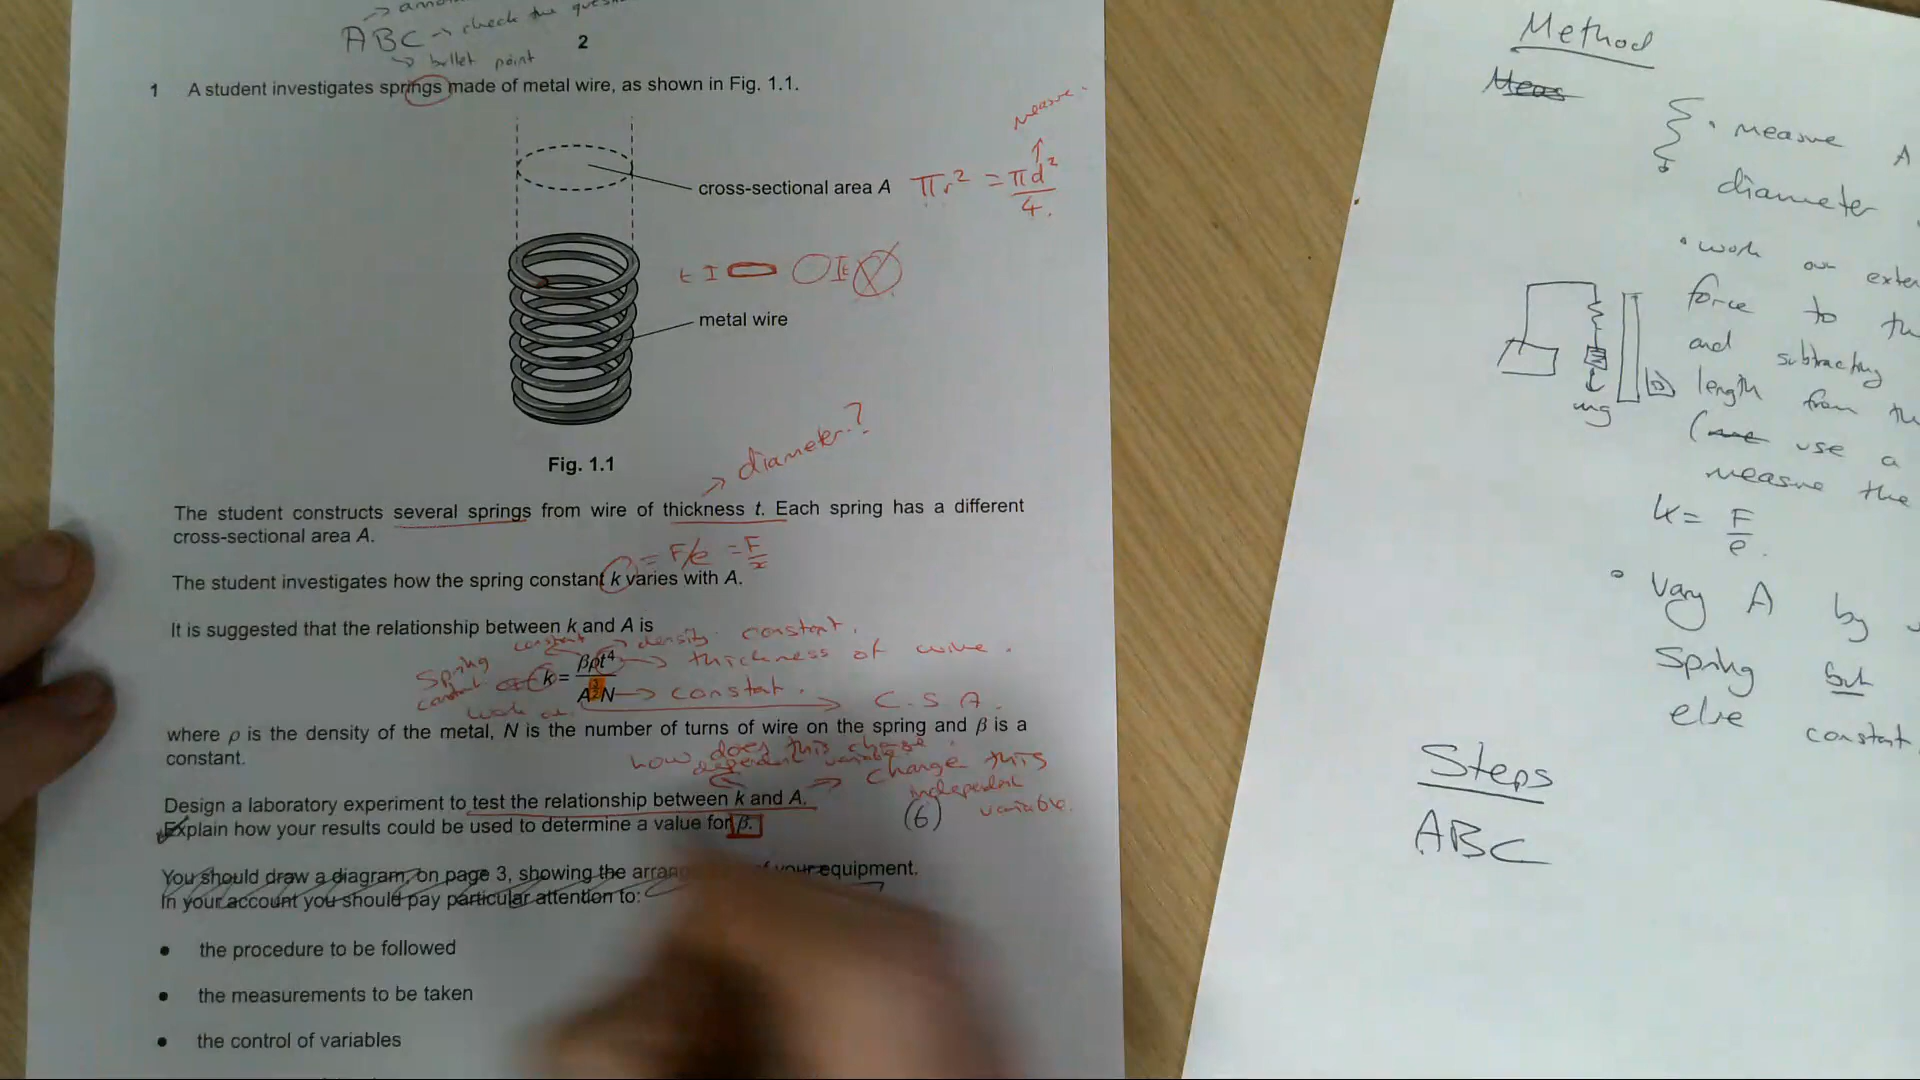 ABC → check the
2
→ bullet point
1 A student investigates springs made of metal wire, as shown in Fig. 1.1.
measure.
cross-sectional area A πr² = πd²/4.
t I
metal wire
diameter?
Fig. 1.1
The student constructs several springs from wire of thickness t. Each spring has a different
cross-sectional area A.
= F/e = F/x
The student investigates how the spring constant k varies with A.
It is suggested that the relationship between k and A is
constant → density. constant.
Spring constant
→ thickness of wire.
k = βρt⁴ / A^(3/2)N
→ constant.
→ C.S.A.
where ρ is the density of the metal, N is the number of turns of wire on the spring and β is a
constant.
how does this change
dependent variable
→ change this
independent
variable.
Design a laboratory experiment to test the relationship between k and A.
(6)
Explain how your results could be used to determine a value for β.
You should draw a diagram, on page 3, showing the your equipment.
In your account you should pay particular attention to:
• the procedure to be followed
• the measurements to be taken
• the control of variables
Method
• measure A
diameter
• work out
force to
and subtracting
length from
( use a
measure the
mg
k = F/e.
• Vary A by
Spring but
else constant
Steps
ABC